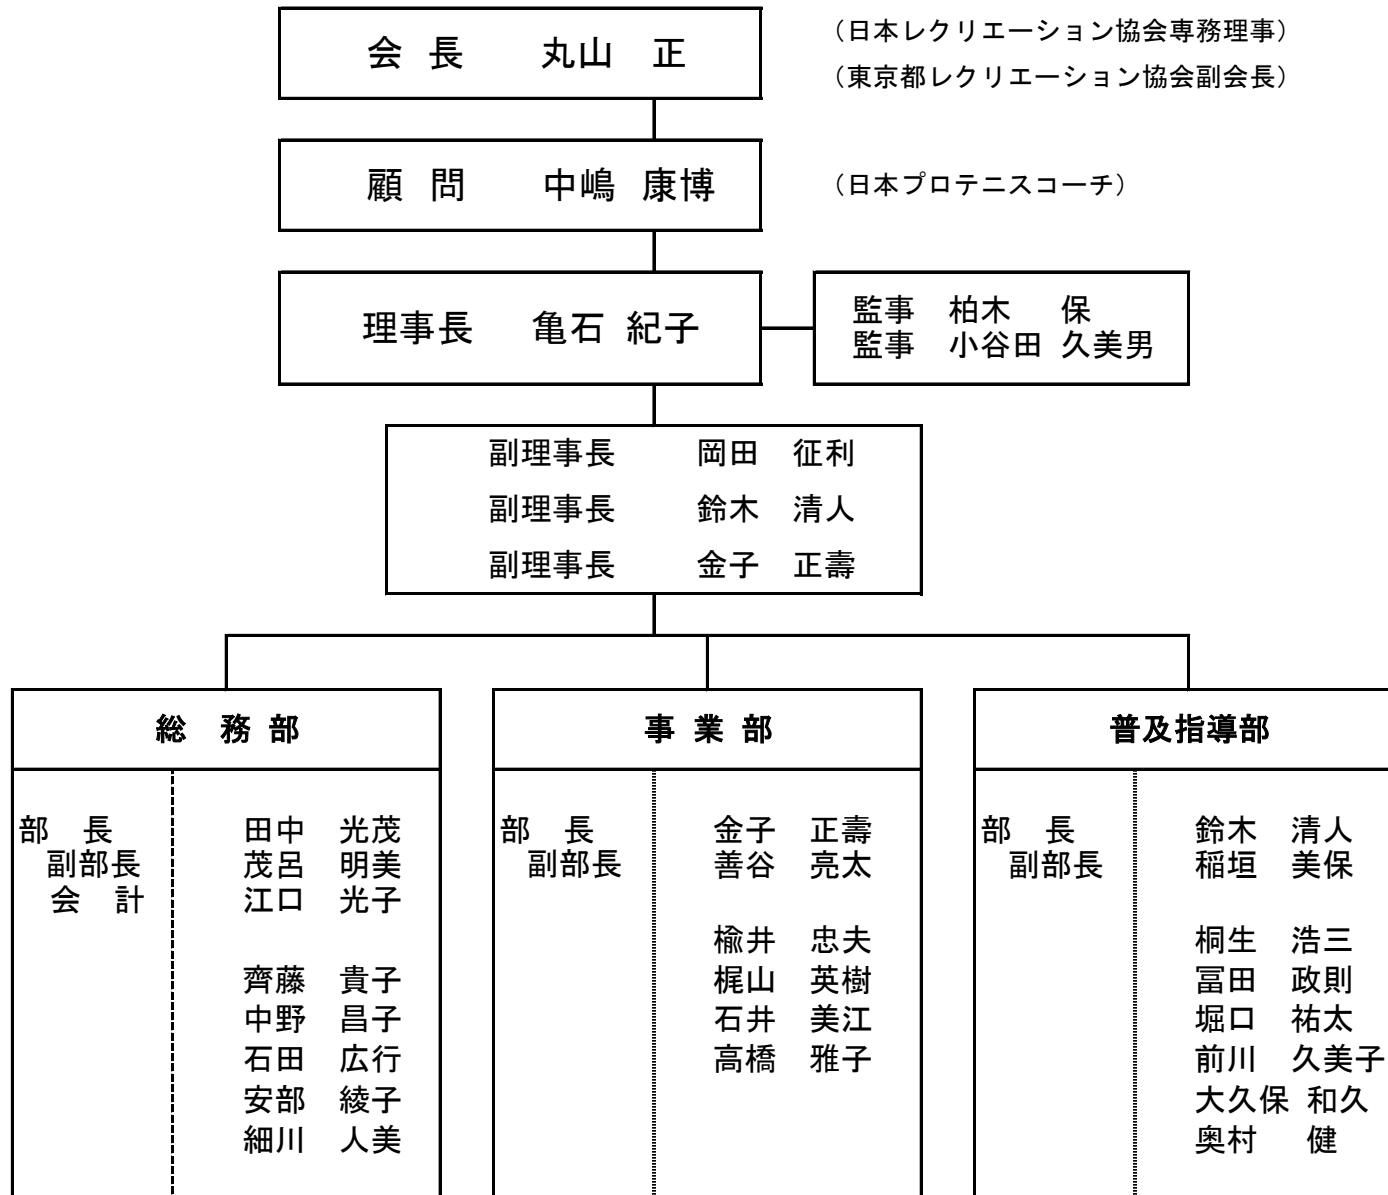 会 長 丸山 正
（日本レクリエーション協会専務理事）
（東京都レクリエーション協会副会長）
顧 問 中嶋 康博
（日本プロテニスコーチ）
理事長 亀石 紀子
監事 柏木 保
監事 小谷田 久美男
副理事長 岡田 征利
副理事長 鈴木 清人
副理事長 金子 正壽
総 務 部
部 長 田中 光茂
副部長 茂呂 明美
会 計 江口 光子
齊藤 貴子
中野 昌子
石田 広行
安部 綾子
細川 人美
事 業 部
部 長 金子 正壽
副部長 善谷 亮太
楡井 忠夫
梶山 英樹
石井 美江
高橋 雅子
普及指導部
部 長 鈴木 清人
副部長 稲垣 美保
桐生 浩三
冨田 政則
堀口 祐太
前川 久美子
大久保 和久
奥村 健